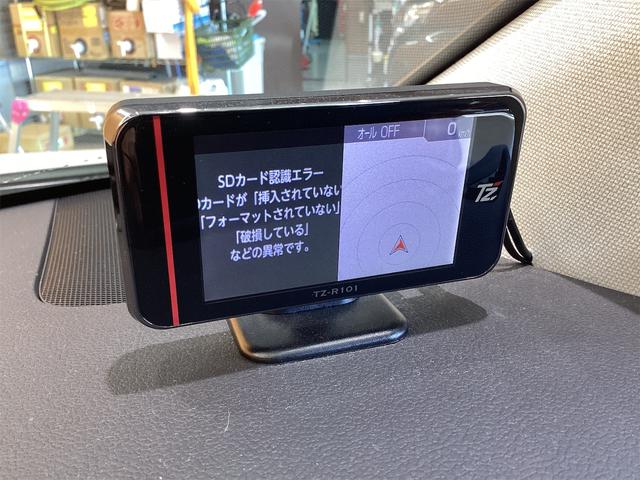 SDカード認識エラー
カードが「挿入されていない
「フォーマットされていない」
「破損している」
などの異常です。
オール OFF
0 km/h
TZ
TZ-R101